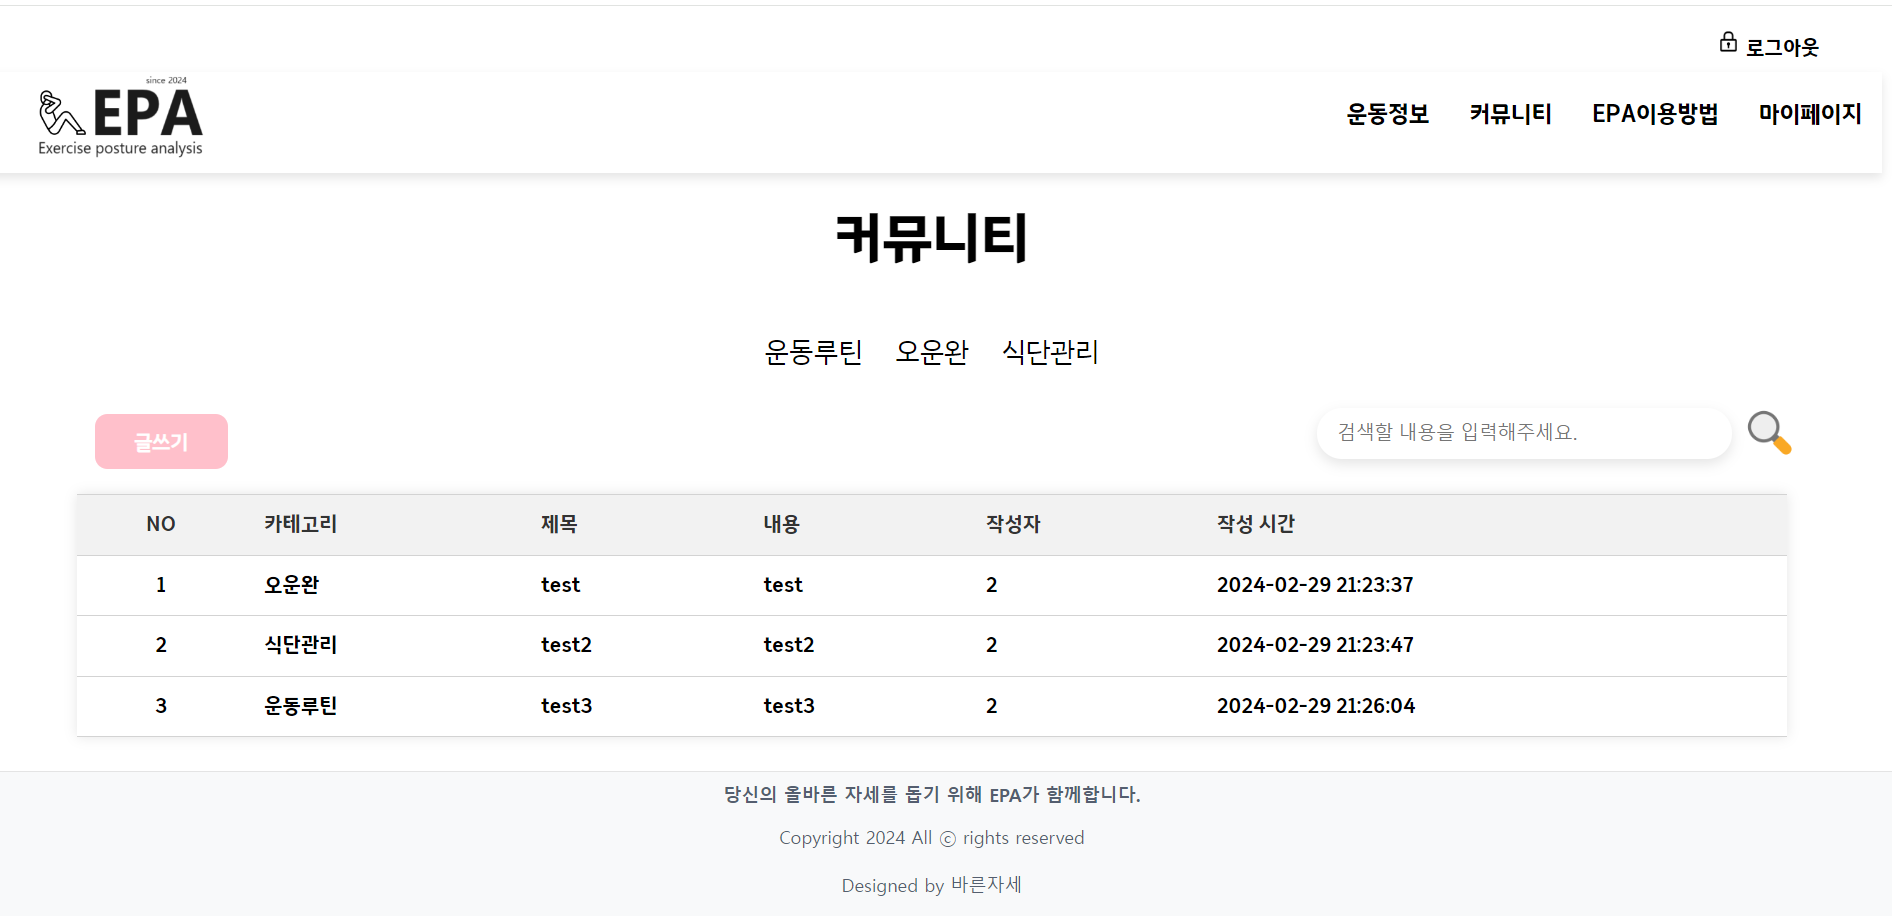 로그아웃
since 2024
EPA
Exercise posture analysis
운동정보 커뮤니티 EPA이용방법 마이페이지
커뮤니티
운동루틴 오운완 식단관리
글쓰기 검색할 내용을 입력해주세요.
NO 카테고리 제목 내용 작성자 작성 시간
1 오운완 test test 2 2024-02-29 21:23:37
2 식단관리 test2 test2 2 2024-02-29 21:23:47
3 운동루틴 test3 test3 2 2024-02-29 21:26:04
당신의 올바른 자세를 돕기 위해 EPA가 함께합니다.
Copyright 2024 All ⓒ rights reserved
Designed by 바른자세